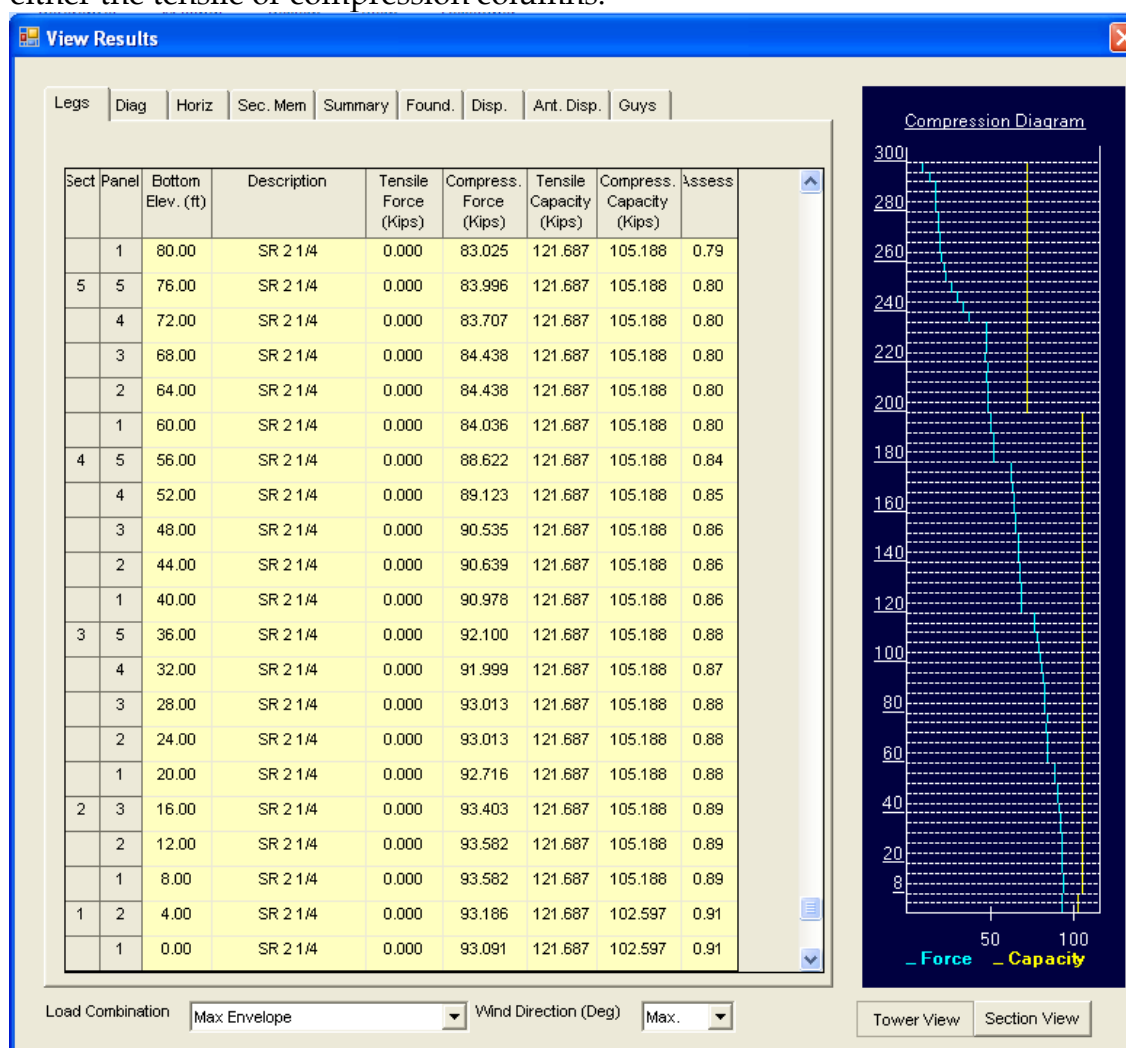 either the tensile or compression columns.
View Results
Legs Diag Horiz Sec. Mem Summary Found. Disp. Ant. Disp. Guys
Sect Panel Bottom Elev. (ft) Description Tensile Force (Kips) Compress. Force (Kips) Tensile Capacity (Kips) Compress. Capacity (Kips) Assess
1 80.00 SR 2 1/4 0.000 83.025 121.687 105.188 0.79
5 5 76.00 SR 2 1/4 0.000 83.996 121.687 105.188 0.80
4 72.00 SR 2 1/4 0.000 83.707 121.687 105.188 0.80
3 68.00 SR 2 1/4 0.000 84.438 121.687 105.188 0.80
2 64.00 SR 2 1/4 0.000 84.438 121.687 105.188 0.80
1 60.00 SR 2 1/4 0.000 84.036 121.687 105.188 0.80
4 5 56.00 SR 2 1/4 0.000 88.622 121.687 105.188 0.84
4 52.00 SR 2 1/4 0.000 89.123 121.687 105.188 0.85
3 48.00 SR 2 1/4 0.000 90.535 121.687 105.188 0.86
2 44.00 SR 2 1/4 0.000 90.639 121.687 105.188 0.86
1 40.00 SR 2 1/4 0.000 90.978 121.687 105.188 0.86
3 5 36.00 SR 2 1/4 0.000 92.100 121.687 105.188 0.88
4 32.00 SR 2 1/4 0.000 91.999 121.687 105.188 0.87
3 28.00 SR 2 1/4 0.000 93.013 121.687 105.188 0.88
2 24.00 SR 2 1/4 0.000 93.013 121.687 105.188 0.88
1 20.00 SR 2 1/4 0.000 92.716 121.687 105.188 0.88
2 3 16.00 SR 2 1/4 0.000 93.403 121.687 105.188 0.89
2 12.00 SR 2 1/4 0.000 93.582 121.687 105.188 0.89
1 8.00 SR 2 1/4 0.000 93.582 121.687 105.188 0.89
1 2 4.00 SR 2 1/4 0.000 93.186 121.687 102.597 0.91
1 0.00 SR 2 1/4 0.000 93.091 121.687 102.597 0.91
Load Combination Max Envelope Wind Direction (Deg) Max.
Compression Diagram
300
280
260
240
220
200
180
160
140
120
100
80
60
40
20
8
50 100
Force Capacity
Tower View Section View